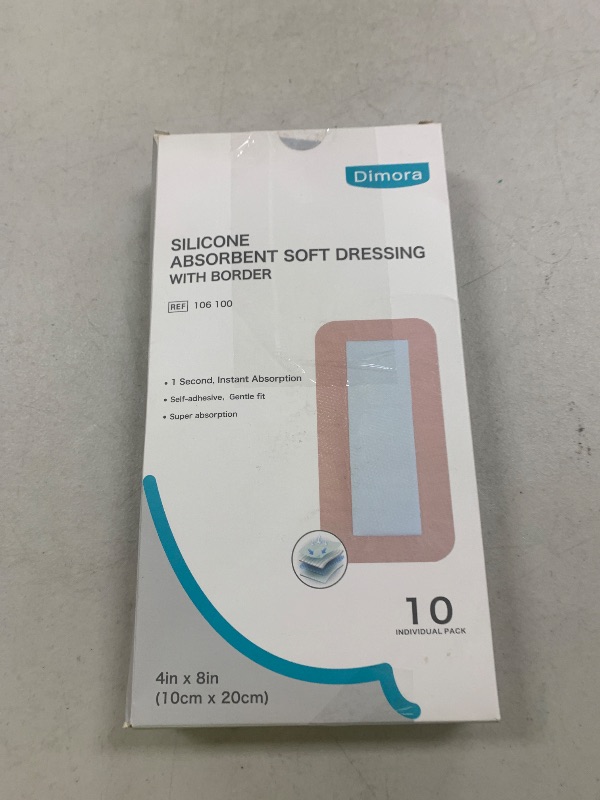 Dimora
SILICONE
ABSORBENT SOFT DRESSING
WITH BORDER
REF 106 100
• 1 Second, Instant Absorption
• Self-adhesive, Gentle fit
• Super absorption
10
INDIVIDUAL PACK
4in x 8in
(10cm x 20cm)